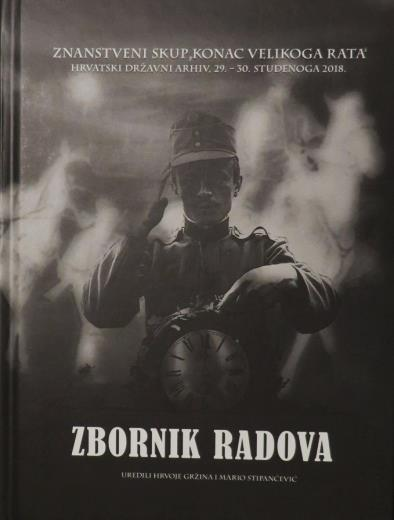 ZNANSTVENI SKUP „KONAC VELIKOGA RATA“
HRVATSKI DRŽAVNI ARHIV, 29. – 30. STUDENOGA 2018.
ZBORNIK RADOVA
UREDILI HRVOJE GRŽINA I MARIO STIPANČEVIĆ